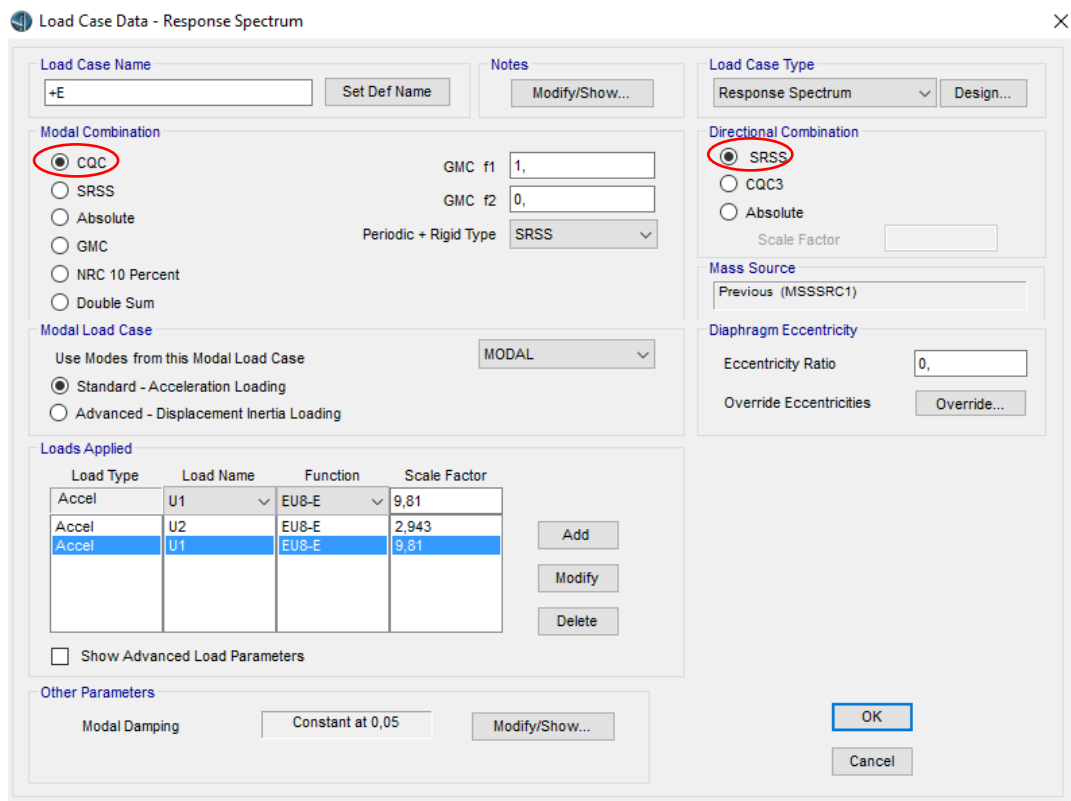 Load Case Data - Response Spectrum
Load Case Name
+E
Set Def Name
Notes
Modify/Show...
Load Case Type
Response Spectrum
Design...
Modal Combination
CQC
SRSS
Absolute
GMC
NRC 10 Percent
Double Sum
GMC f1 1,
GMC f2 0,
Periodic + Rigid Type SRSS
Directional Combination
SRSS
CQC3
Absolute
Scale Factor
Mass Source
Previous (MSSSRC1)
Modal Load Case
Use Modes from this Modal Load Case MODAL
Standard - Acceleration Loading
Advanced - Displacement Inertia Loading
Diaphragm Eccentricity
Eccentricity Ratio 0,
Override Eccentricities Override...
Loads Applied
Load Type Load Name Function Scale Factor
Accel U1 EU8-E 9,81
Accel U2 EU8-E 2,943
Accel U1 EU8-E 9,81
Add
Modify
Delete
Show Advanced Load Parameters
Other Parameters
Modal Damping Constant at 0,05 Modify/Show...
OK
Cancel